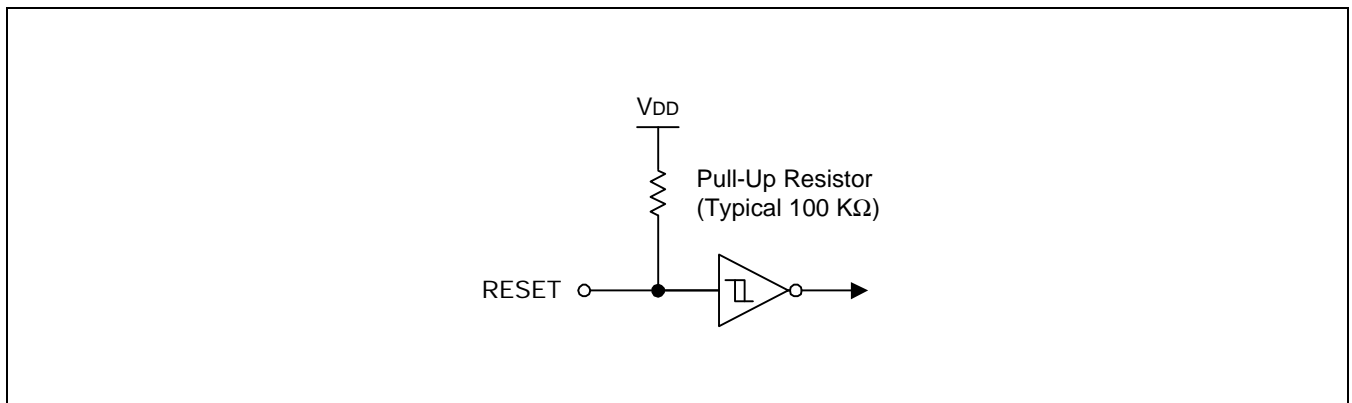 VDD
Pull-Up Resistor
(Typical 100 KΩ)
RESET